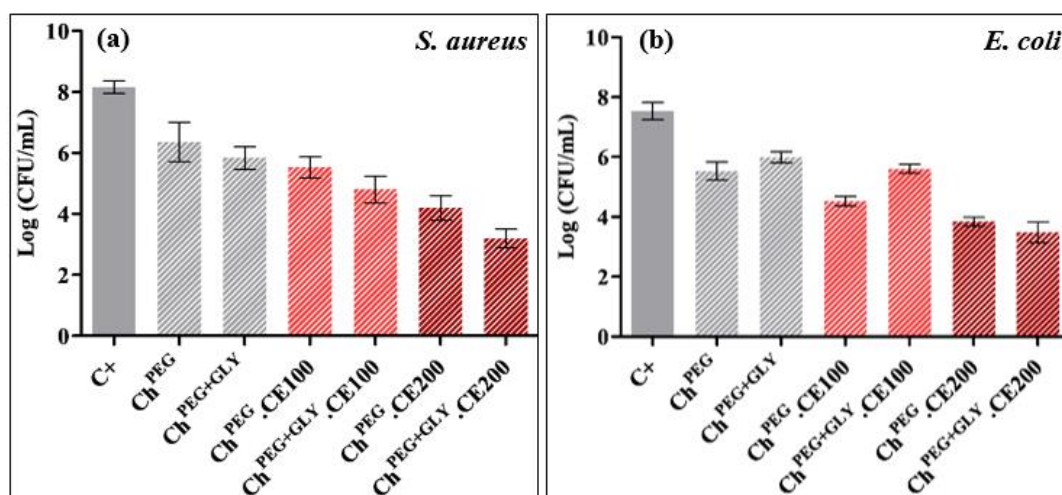 (a)
S. aureus
Log (CFU/mL)
10
8
6
4
2
0
C+
Ch^PEG
Ch^PEG+GLY
Ch^PEG.CE100
Ch^PEG+GLY.CE100
Ch^PEG.CE200
Ch^PEG+GLY.CE200
(b)
E. coli
Log (CFU/mL)
10
8
6
4
2
0
C+
Ch^PEG
Ch^PEG+GLY
Ch^PEG.CE100
Ch^PEG+GLY.CE100
Ch^PEG.CE200
Ch^PEG+GLY.CE200